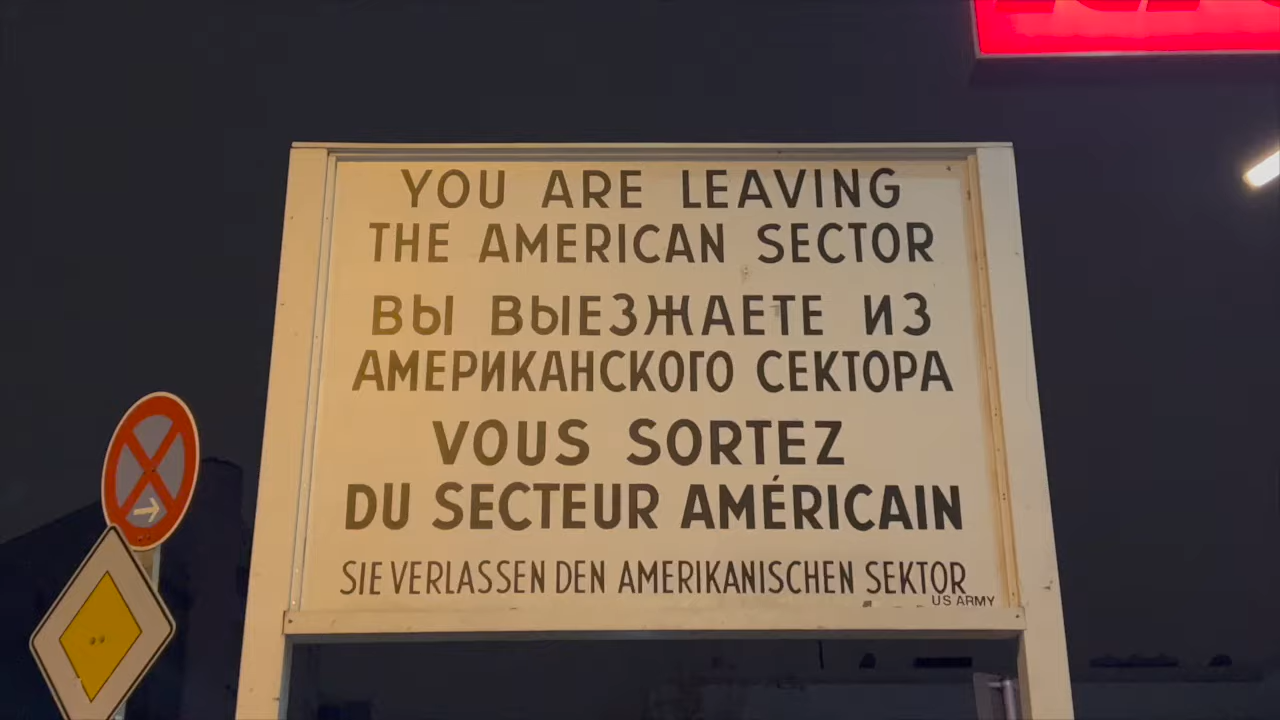 YOU ARE LEAVING
THE AMERICAN SECTOR
ВЫ ВЫЕЗЖАЕТЕ ИЗ
АМЕРИКАНСКОГО СЕКТОРА
VOUS SORTEZ
DU SECTEUR AMÉRICAIN
SIE VERLASSEN DEN AMERIKANISCHEN SEKTOR
US ARMY